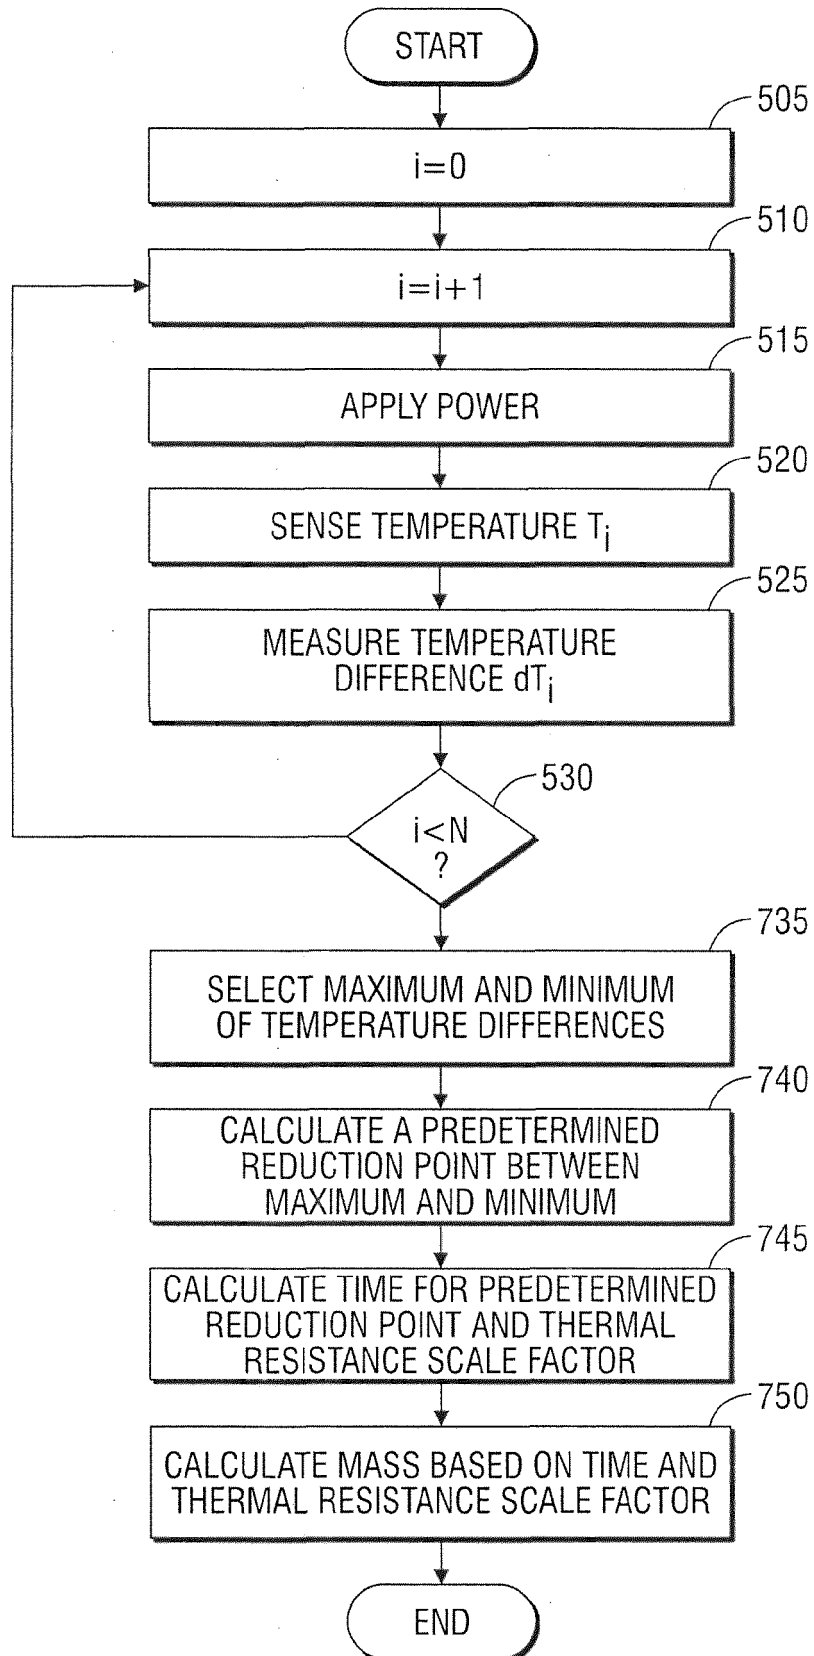 START
505
i=0
510
i=i+1
515
APPLY POWER
520
SENSE TEMPERATURE Ti
525
MEASURE TEMPERATURE
DIFFERENCE dTi
530
i<N
?
735
SELECT MAXIMUM AND MINIMUM
OF TEMPERATURE DIFFERENCES
740
CALCULATE A PREDETERMINED
REDUCTION POINT BETWEEN
MAXIMUM AND MINIMUM
745
CALCULATE TIME FOR PREDETERMINED
REDUCTION POINT AND THERMAL
RESISTANCE SCALE FACTOR
750
CALCULATE MASS BASED ON TIME AND
THERMAL RESISTANCE SCALE FACTOR
END